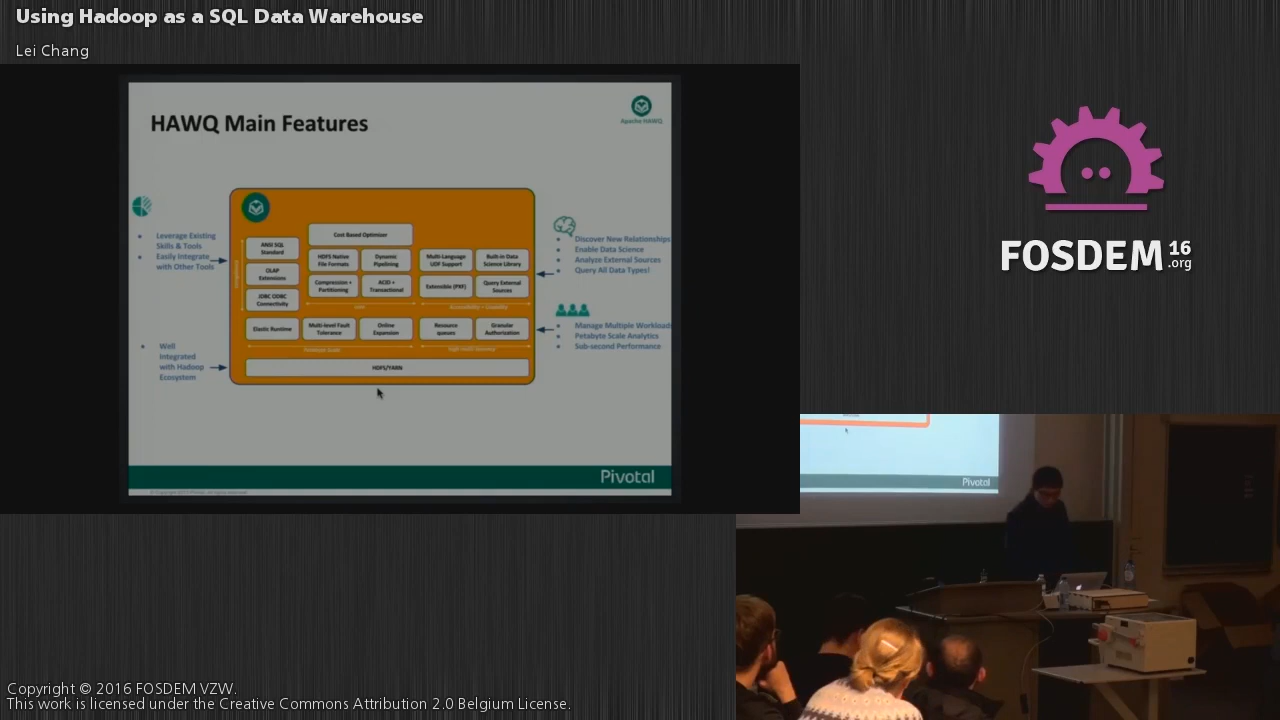 Using Hadoop as a SQL Data Warehouse
Lei Chang
HAWQ Main Features
Apache HAWQ
Leverage Existing
Skills & Tools
Easily Integrate
with Other Tools
Well
Integrated
with Hadoop
Ecosystem
ANSI SQL
Standard
OLAP
Extensions
JDBC ODBC
Connectivity
Cost Based Optimizer
HDFS Native
File Formats
Dynamic
Pipelining
Compression +
Partitioning
ACID +
Transactional
Multi-Language
UDF Support
Built-in Data
Science Library
Extensible (PXF)
Query External
Sources
Elastic Runtime
Multi-level Fault
Tolerance
Online
Expansion
Resource
queues
Granular
Authorization
HDFS/YARN
Discover New Relationships
Enable Data Science
Analyze External Sources
Query All Data Types!
Manage Multiple Workloads
Petabyte Scale Analytics
Sub-second Performance
Pivotal
FOSDEM 16
.org
Pivotal
Copyright © 2016 FOSDEM VZW.
This work is licensed under the Creative Commons Attribution 2.0 Belgium License.